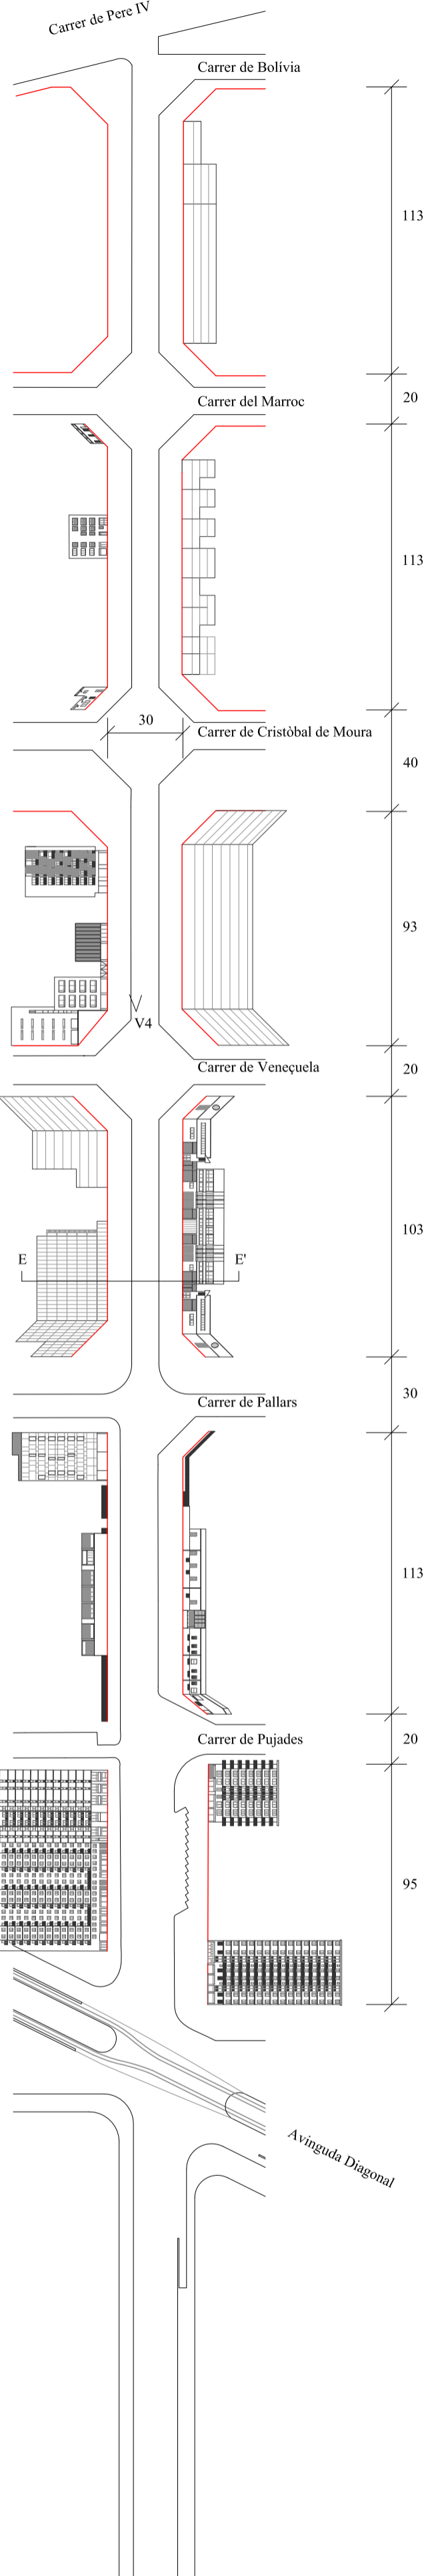 Carrer de Pere IV
Carrer de Bolívia
113
20
Carrer del Marroc
113
30
Carrer de Cristòbal de Moura
40
93
V4
Carrer de Veneçuela
20
103
E
E'
30
Carrer de Pallars
113
Carrer de Pujades
20
95
Avinguda Diagonal